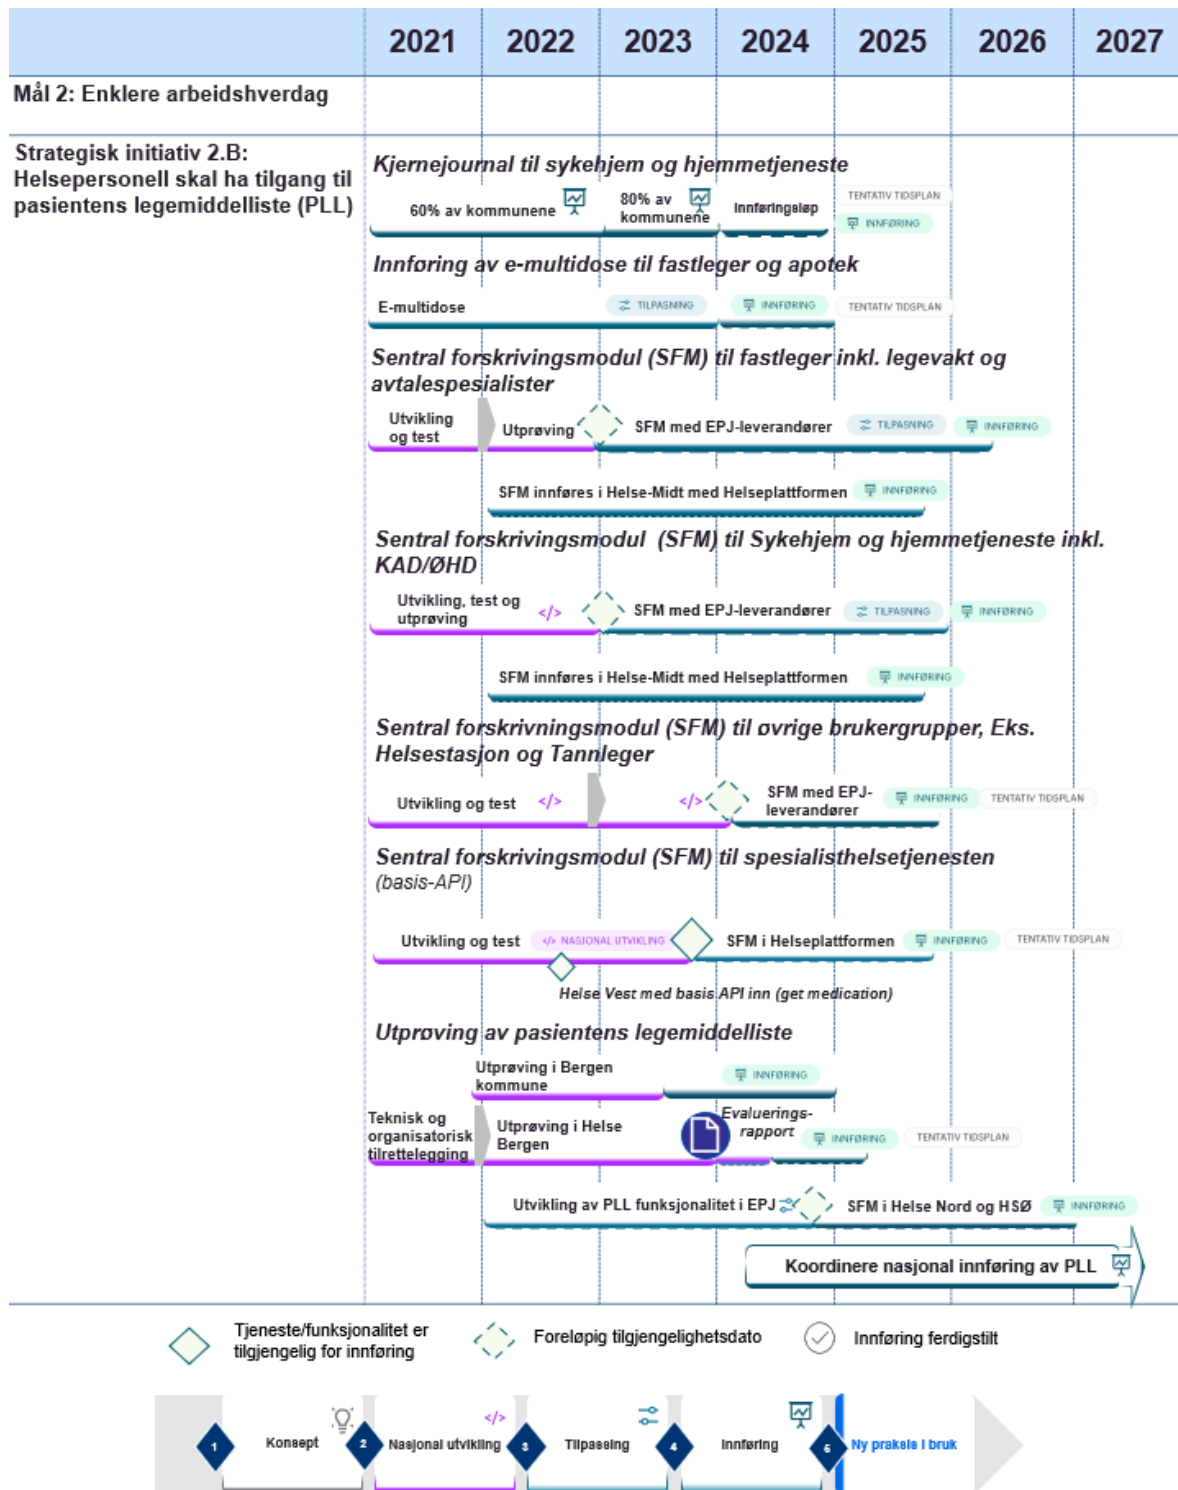 2021 2022 2023 2024 2025 2026 2027
Mål 2: Enklere arbeidshverdag
Strategisk initiativ 2.B:
Helsepersonell skal ha tilgang til
pasientens legemiddelliste (PLL)
Kjernejournal til sykehjem og hjemmetjeneste
60% av kommunene
80% av
kommunene
Innføringsløp
TENTATIV TIDSPLAN
INNFØRING
Innføring av e-multidose til fastleger og apotek
E-multidose
TILPASNING
INNFØRING
TENTATIV TIDSPLAN
Sentral forskrivingsmodul (SFM) til fastleger inkl. legevakt og
avtalespesialister
Utvikling
og test
Utprøving
SFM med EPJ-leverandører
TILPASNING
INNFØRING
SFM innføres i Helse-Midt med Helseplattformen
INNFØRING
Sentral forskrivingsmodul (SFM) til Sykehjem og hjemmetjeneste inkl.
KAD/ØHD
Utvikling, test og
utprøving
</>
SFM med EPJ-leverandører
TILPASNING
INNFØRING
SFM innføres i Helse-Midt med Helseplattformen
INNFØRING
Sentral forskrivningsmodul (SFM) til øvrige brukergrupper, Eks.
Helsestasjon og Tannleger
Utvikling og test
</>
</>
SFM med EPJ-
leverandører
INNFØRING
TENTATIV TIDSPLAN
Sentral forskrivingsmodul (SFM) til spesialisthelsetjenesten
(basis-API)
Utvikling og test
</> NASJONAL UTVIKLING
SFM i Helseplattformen
INNFØRING
TENTATIV TIDSPLAN
Helse Vest med basis API inn (get medication)
Utprøving av pasientens legemiddelliste
Utprøving i Bergen
kommune
INNFØRING
Teknisk og
organisatorisk
tilrettelegging
Utprøving i Helse
Bergen
Evaluerings-
rapport
INNFØRING
TENTATIV TIDSPLAN
Utvikling av PLL funksjonalitet i EPJ
SFM i Helse Nord og HSØ
INNFØRING
Koordinere nasjonal innføring av PLL
Tjeneste/funksjonalitet er
tilgjengelig for innføring
Foreløpig tilgjengelighetsdato
Innføring ferdigstilt
1 Konsept 2 Nasjonal utvikling </> 3 Tilpassing 4 Innføring 5 Ny praksis i bruk